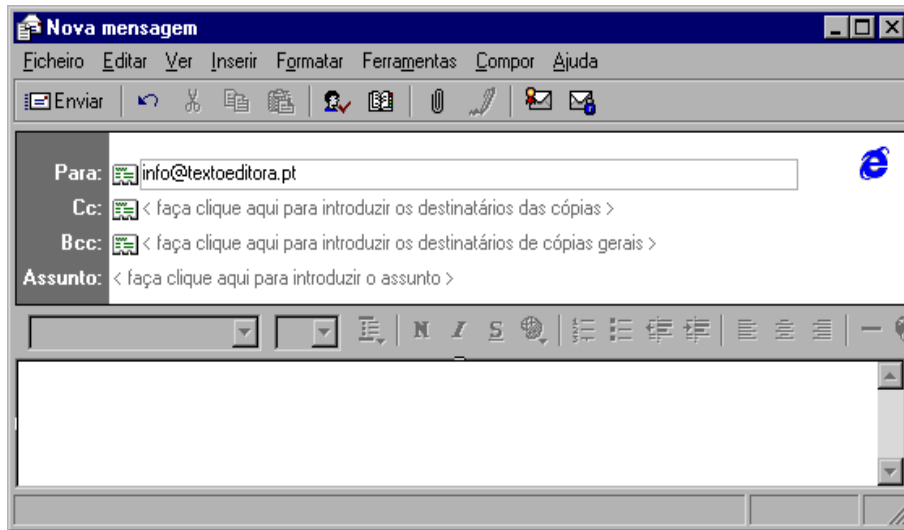 Nova mensagem
Ficheiro Editar Ver Inserir Formatar Ferramentas Compor Ajuda
Enviar
Para: info@textoeditora.pt
Cc: < faça clique aqui para introduzir os destinatários das cópias >
Bcc: < faça clique aqui para introduzir os destinatários de cópias gerais >
Assunto: < faça clique aqui para introduzir o assunto >
N I S